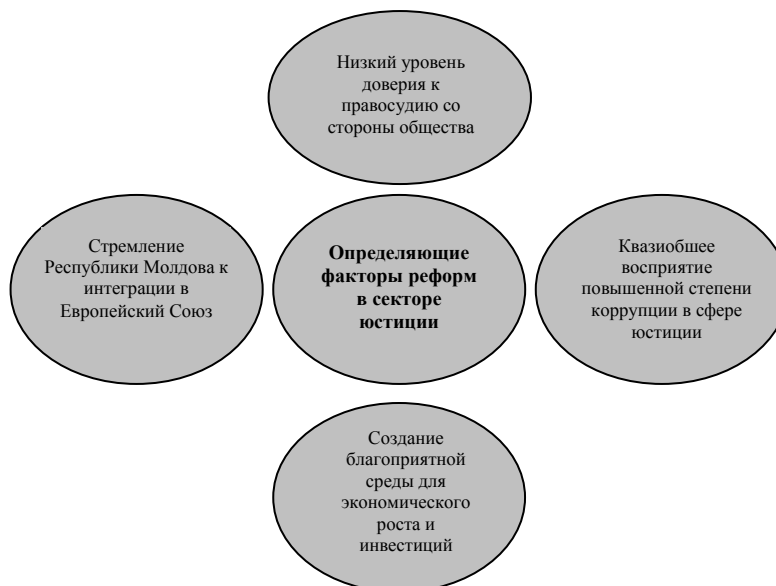 Низкий уровень
доверия к
правосудию со
стороны общества
Стремление
Республики Молдова к
интеграции в
Европейский Союз
Определяющие
факторы реформ
в секторе
юстиции
Квазиобшее
восприятие
повышенной степени
коррупции в сфере
юстиции
Создание
благоприятной
среды для
экономического
роста и
инвестиций